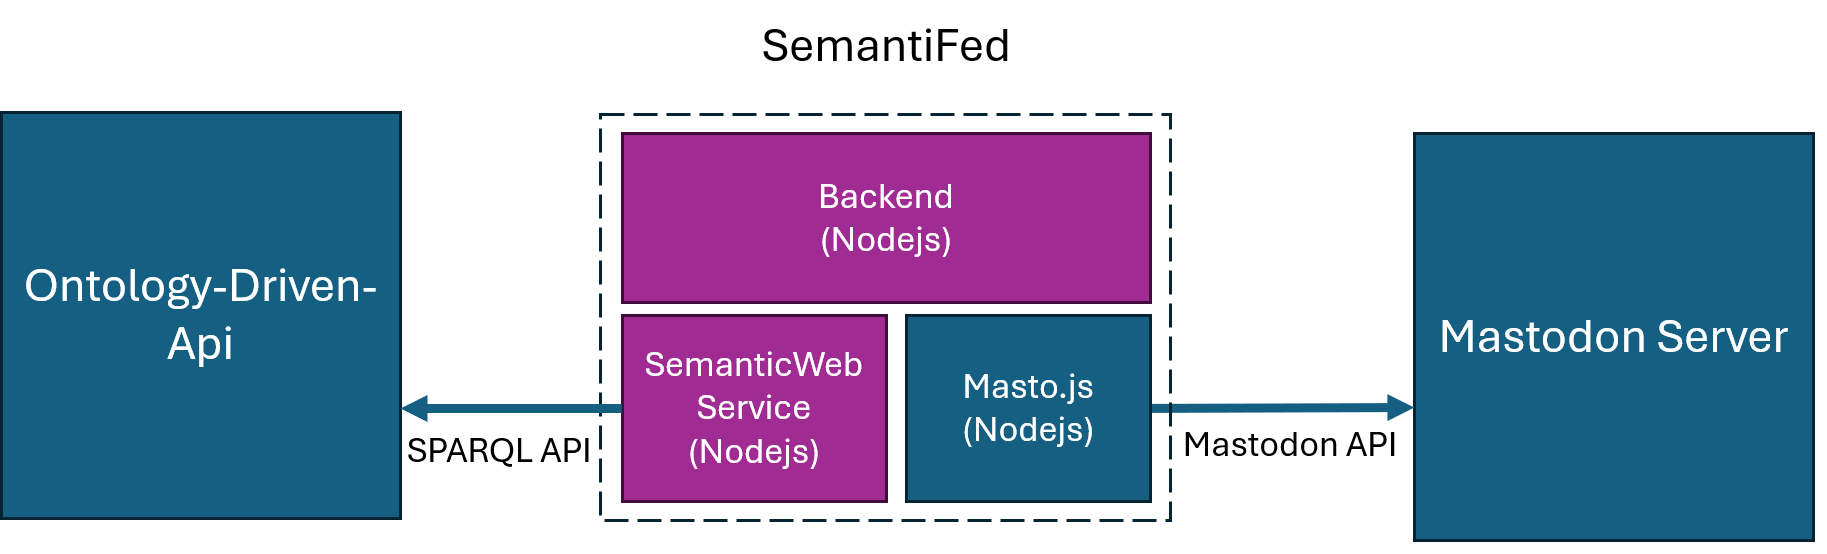 SemantiFed
Ontology-Driven-
Api
Backend
(Nodejs)
SemanticWeb
Service
(Nodejs)
Masto.js
(Nodejs)
Mastodon Server
SPARQL API
Mastodon API